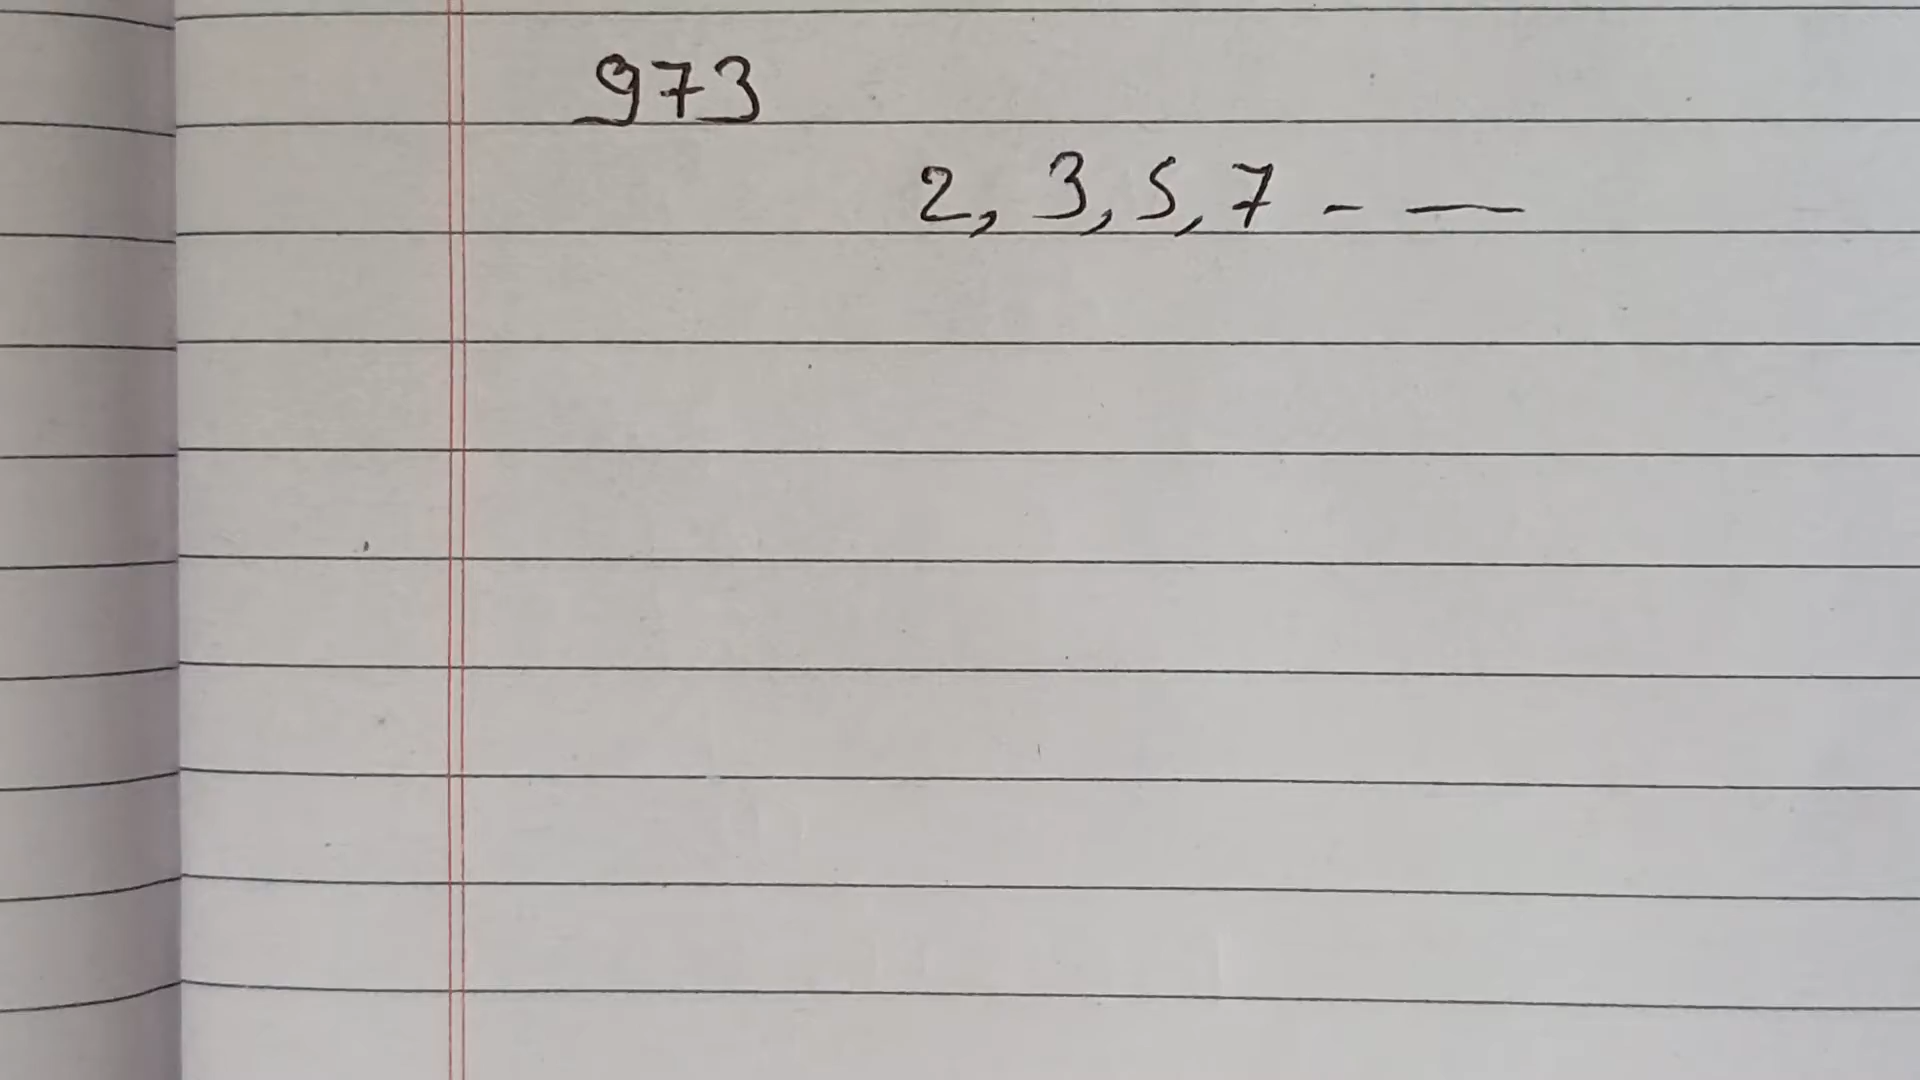 973
2, 3, 5, 7 - —